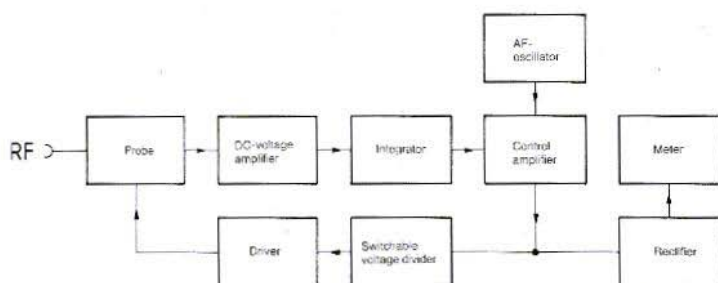 AF-
oscillator
RF
Probe
DC-voltage
amplifier
Integrator
Control
amplifier
Meter
Driver
Switchable
voltage divider
Rectifier